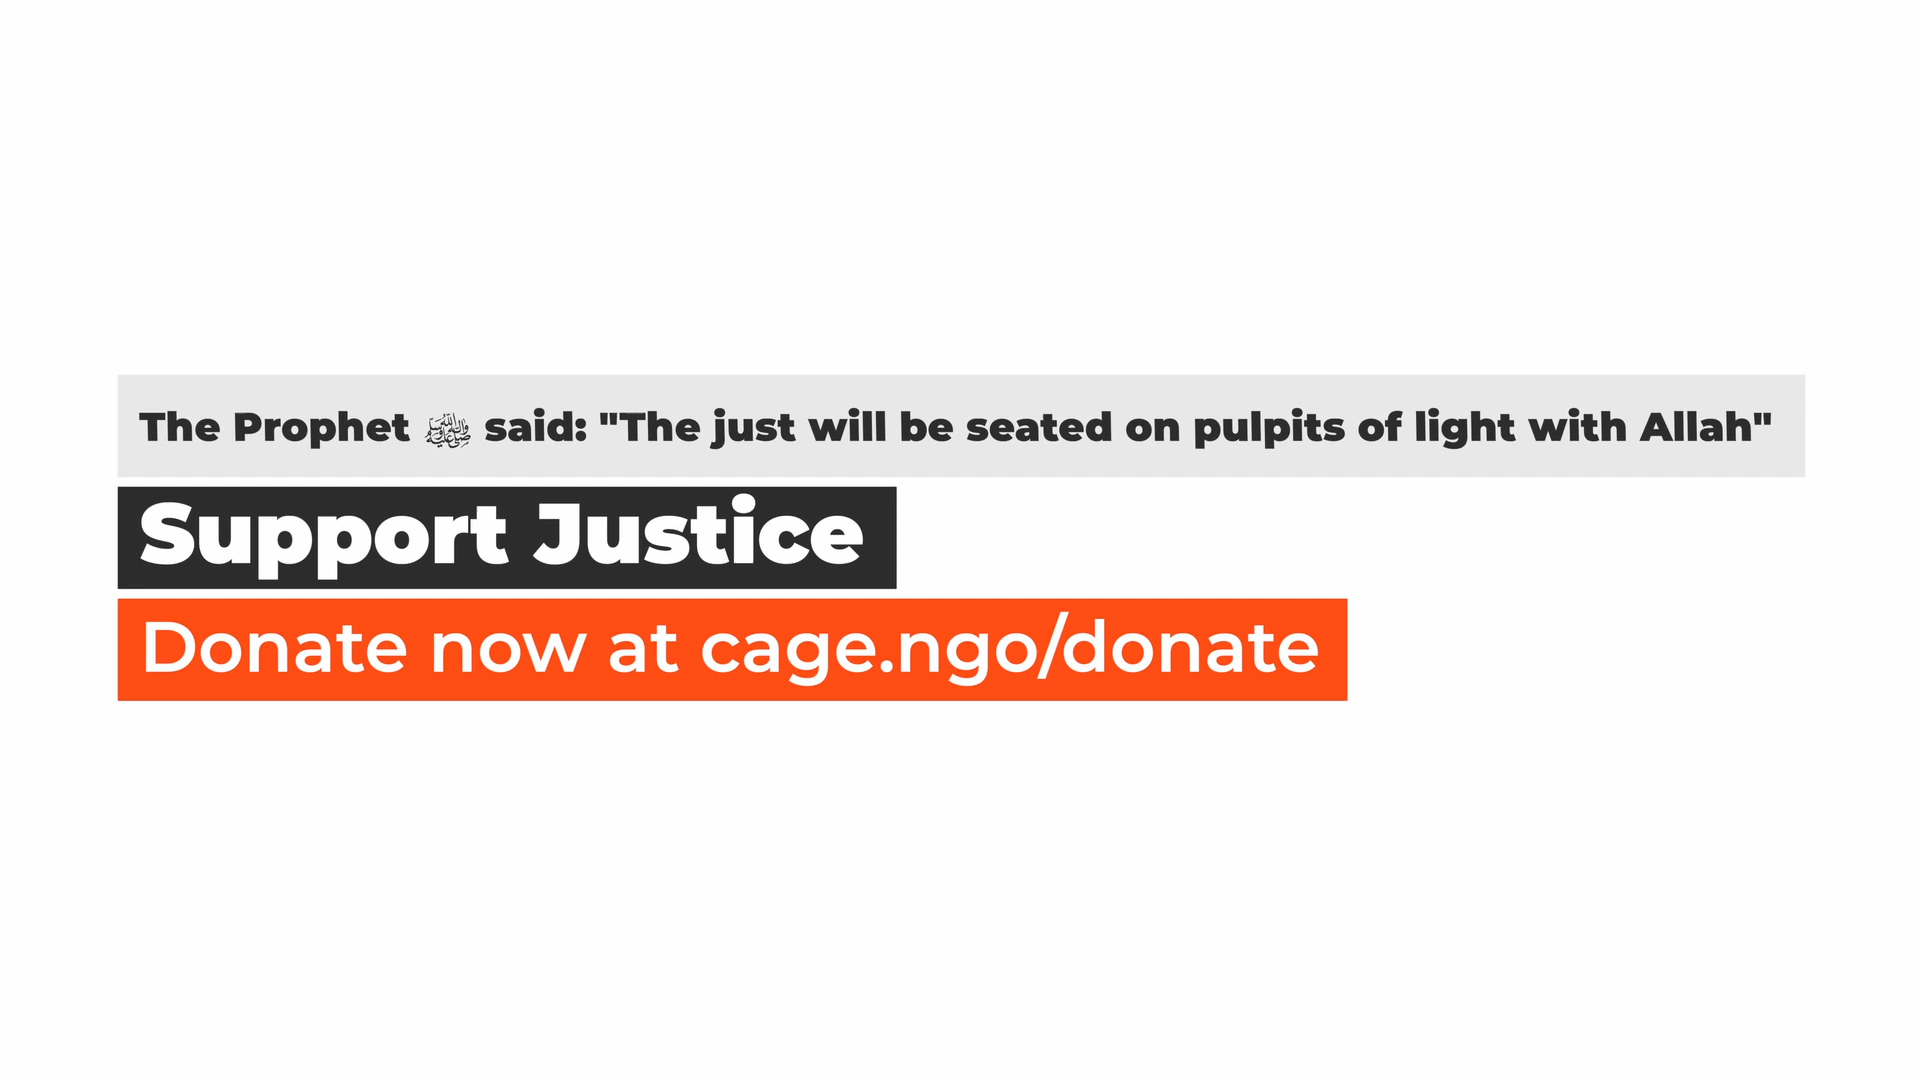 The Prophet ﷺ said: "The just will be seated on pulpits of light with Allah"
Support Justice
Donate now at cage.ngo/donate